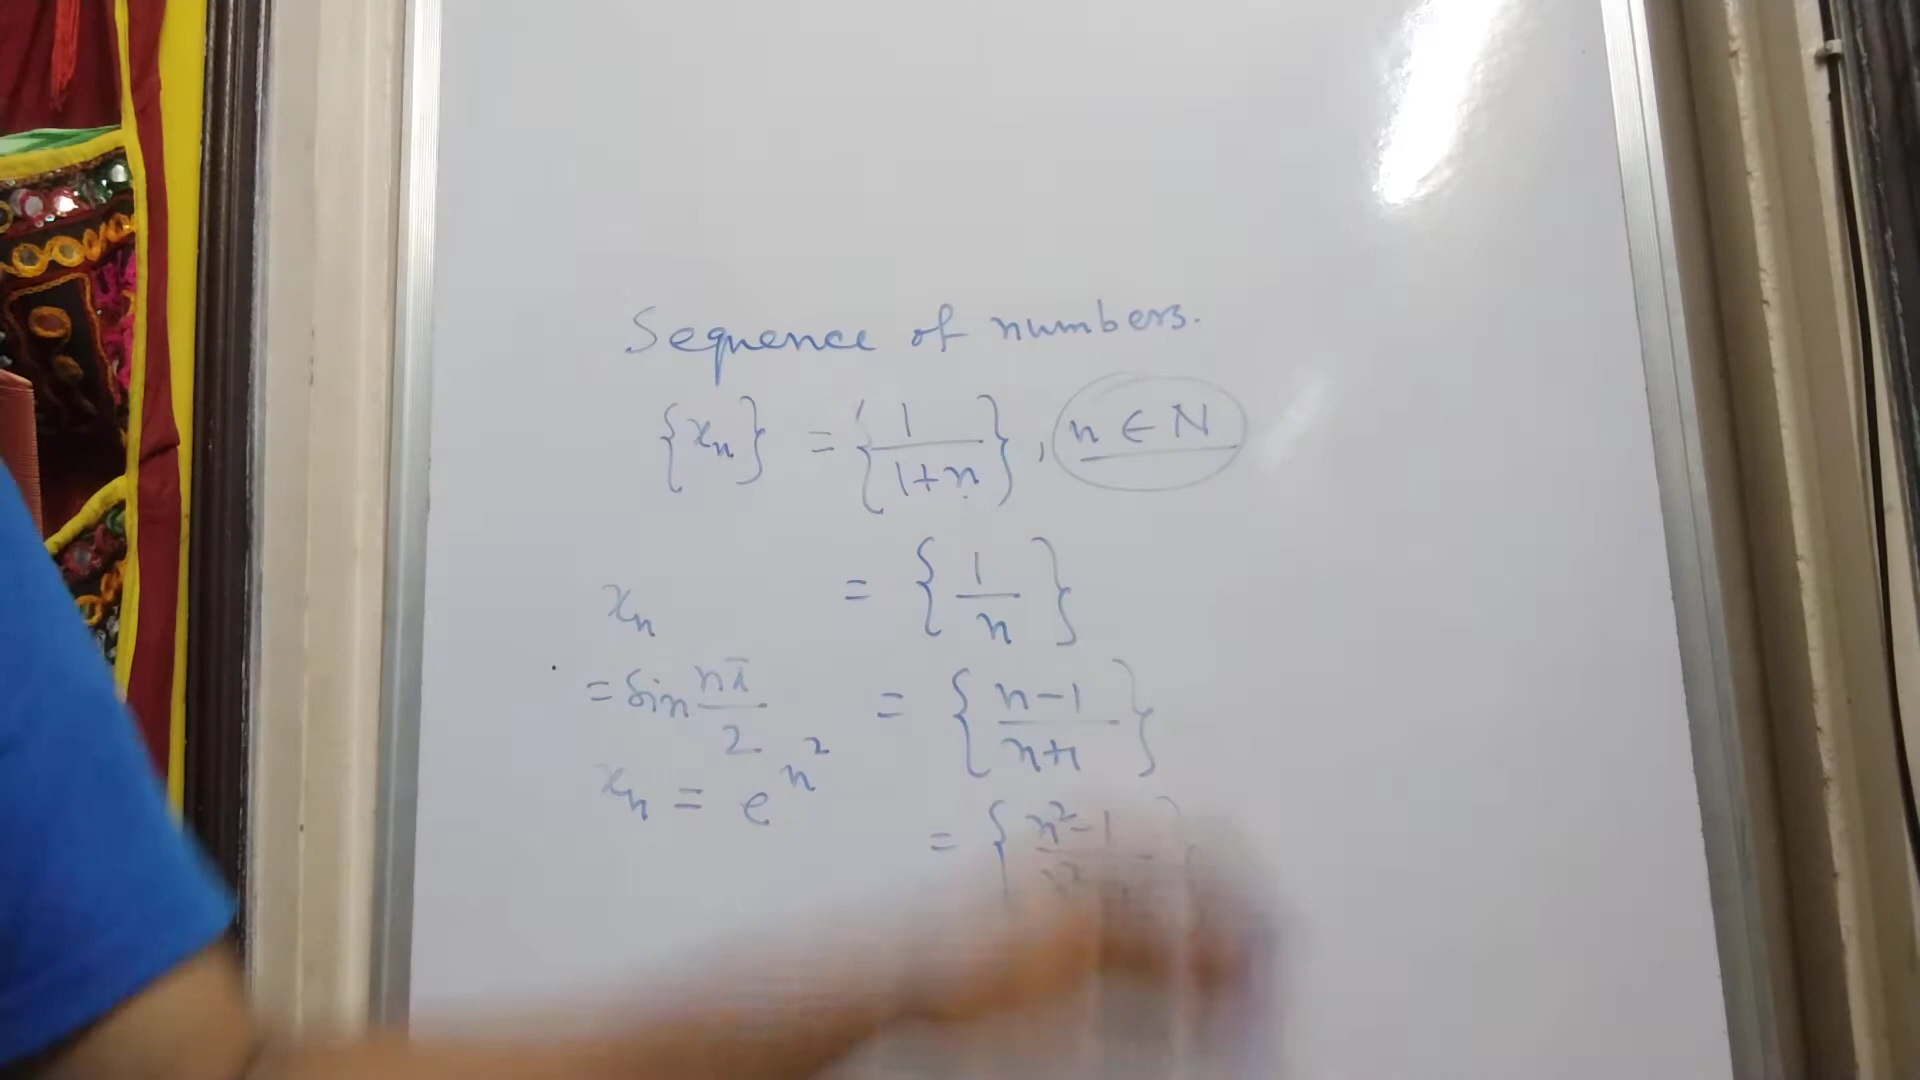 Sequence of numbers.
{xₙ} = {1/(1+n)}, n ∈ N
= {1/n}
xₙ
= sin nπ/2
= {(n-1)/(n+1)}
xₙ = e^n²
= {n²-1